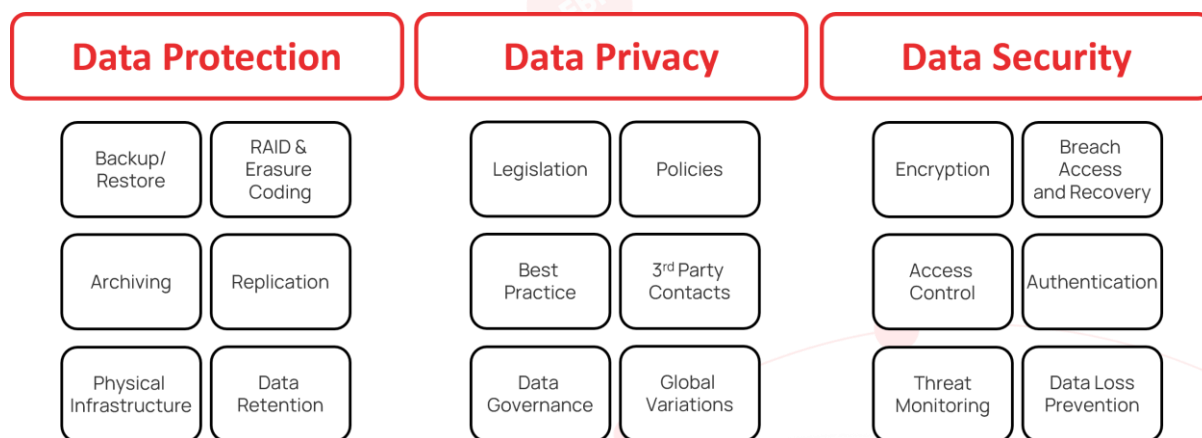 Data Protection
Data Privacy
Data Security
Backup/
Restore
RAID &
Erasure
Coding
Legislation
Policies
Encryption
Breach
Access
and Recovery
Archiving
Replication
Best
Practice
3rd Party
Contacts
Access
Control
Authentication
Physical
Infrastructure
Data
Retention
Data
Governance
Global
Variations
Threat
Monitoring
Data Loss
Prevention